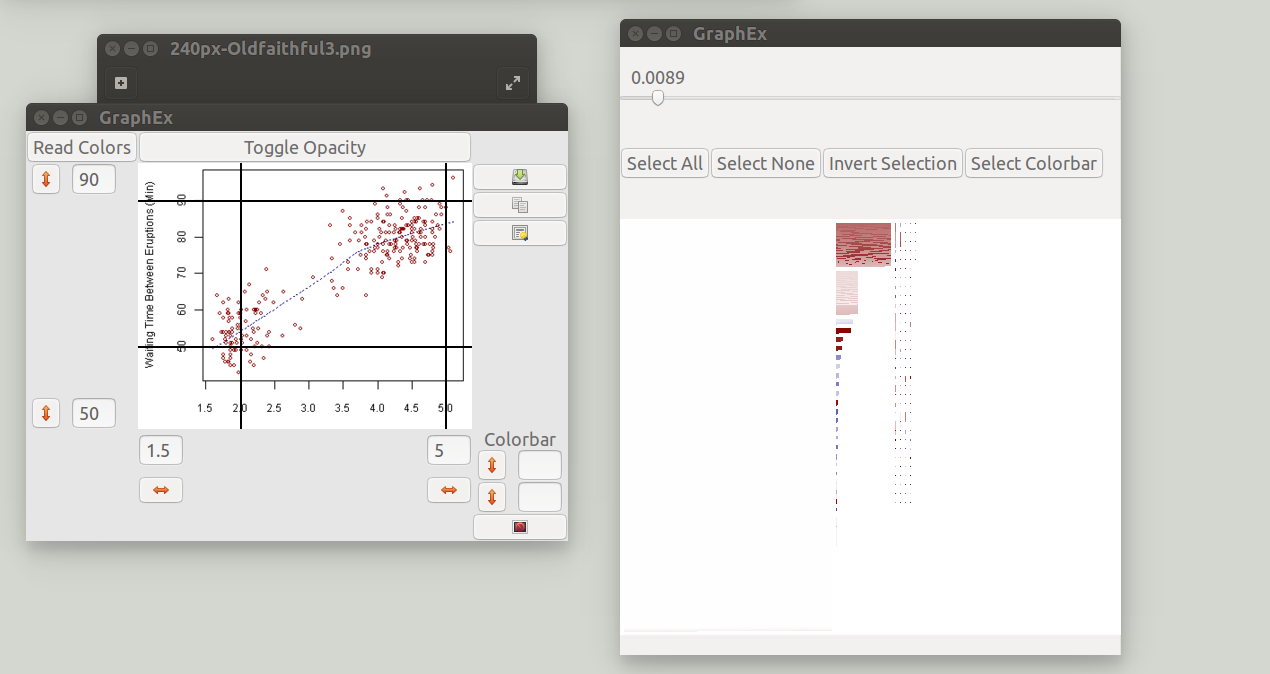 240px-Oldfaithful3.png
GraphEx
Read Colors
Toggle Opacity
90
Waiting Time Between Eruptions (Min)
90
80
70
60
50
1.5 2.0 2.5 3.0 3.5 4.0 4.5 5.0
50
1.5
5
Colorbar
GraphEx
0.0089
Select All
Select None
Invert Selection
Select Colorbar